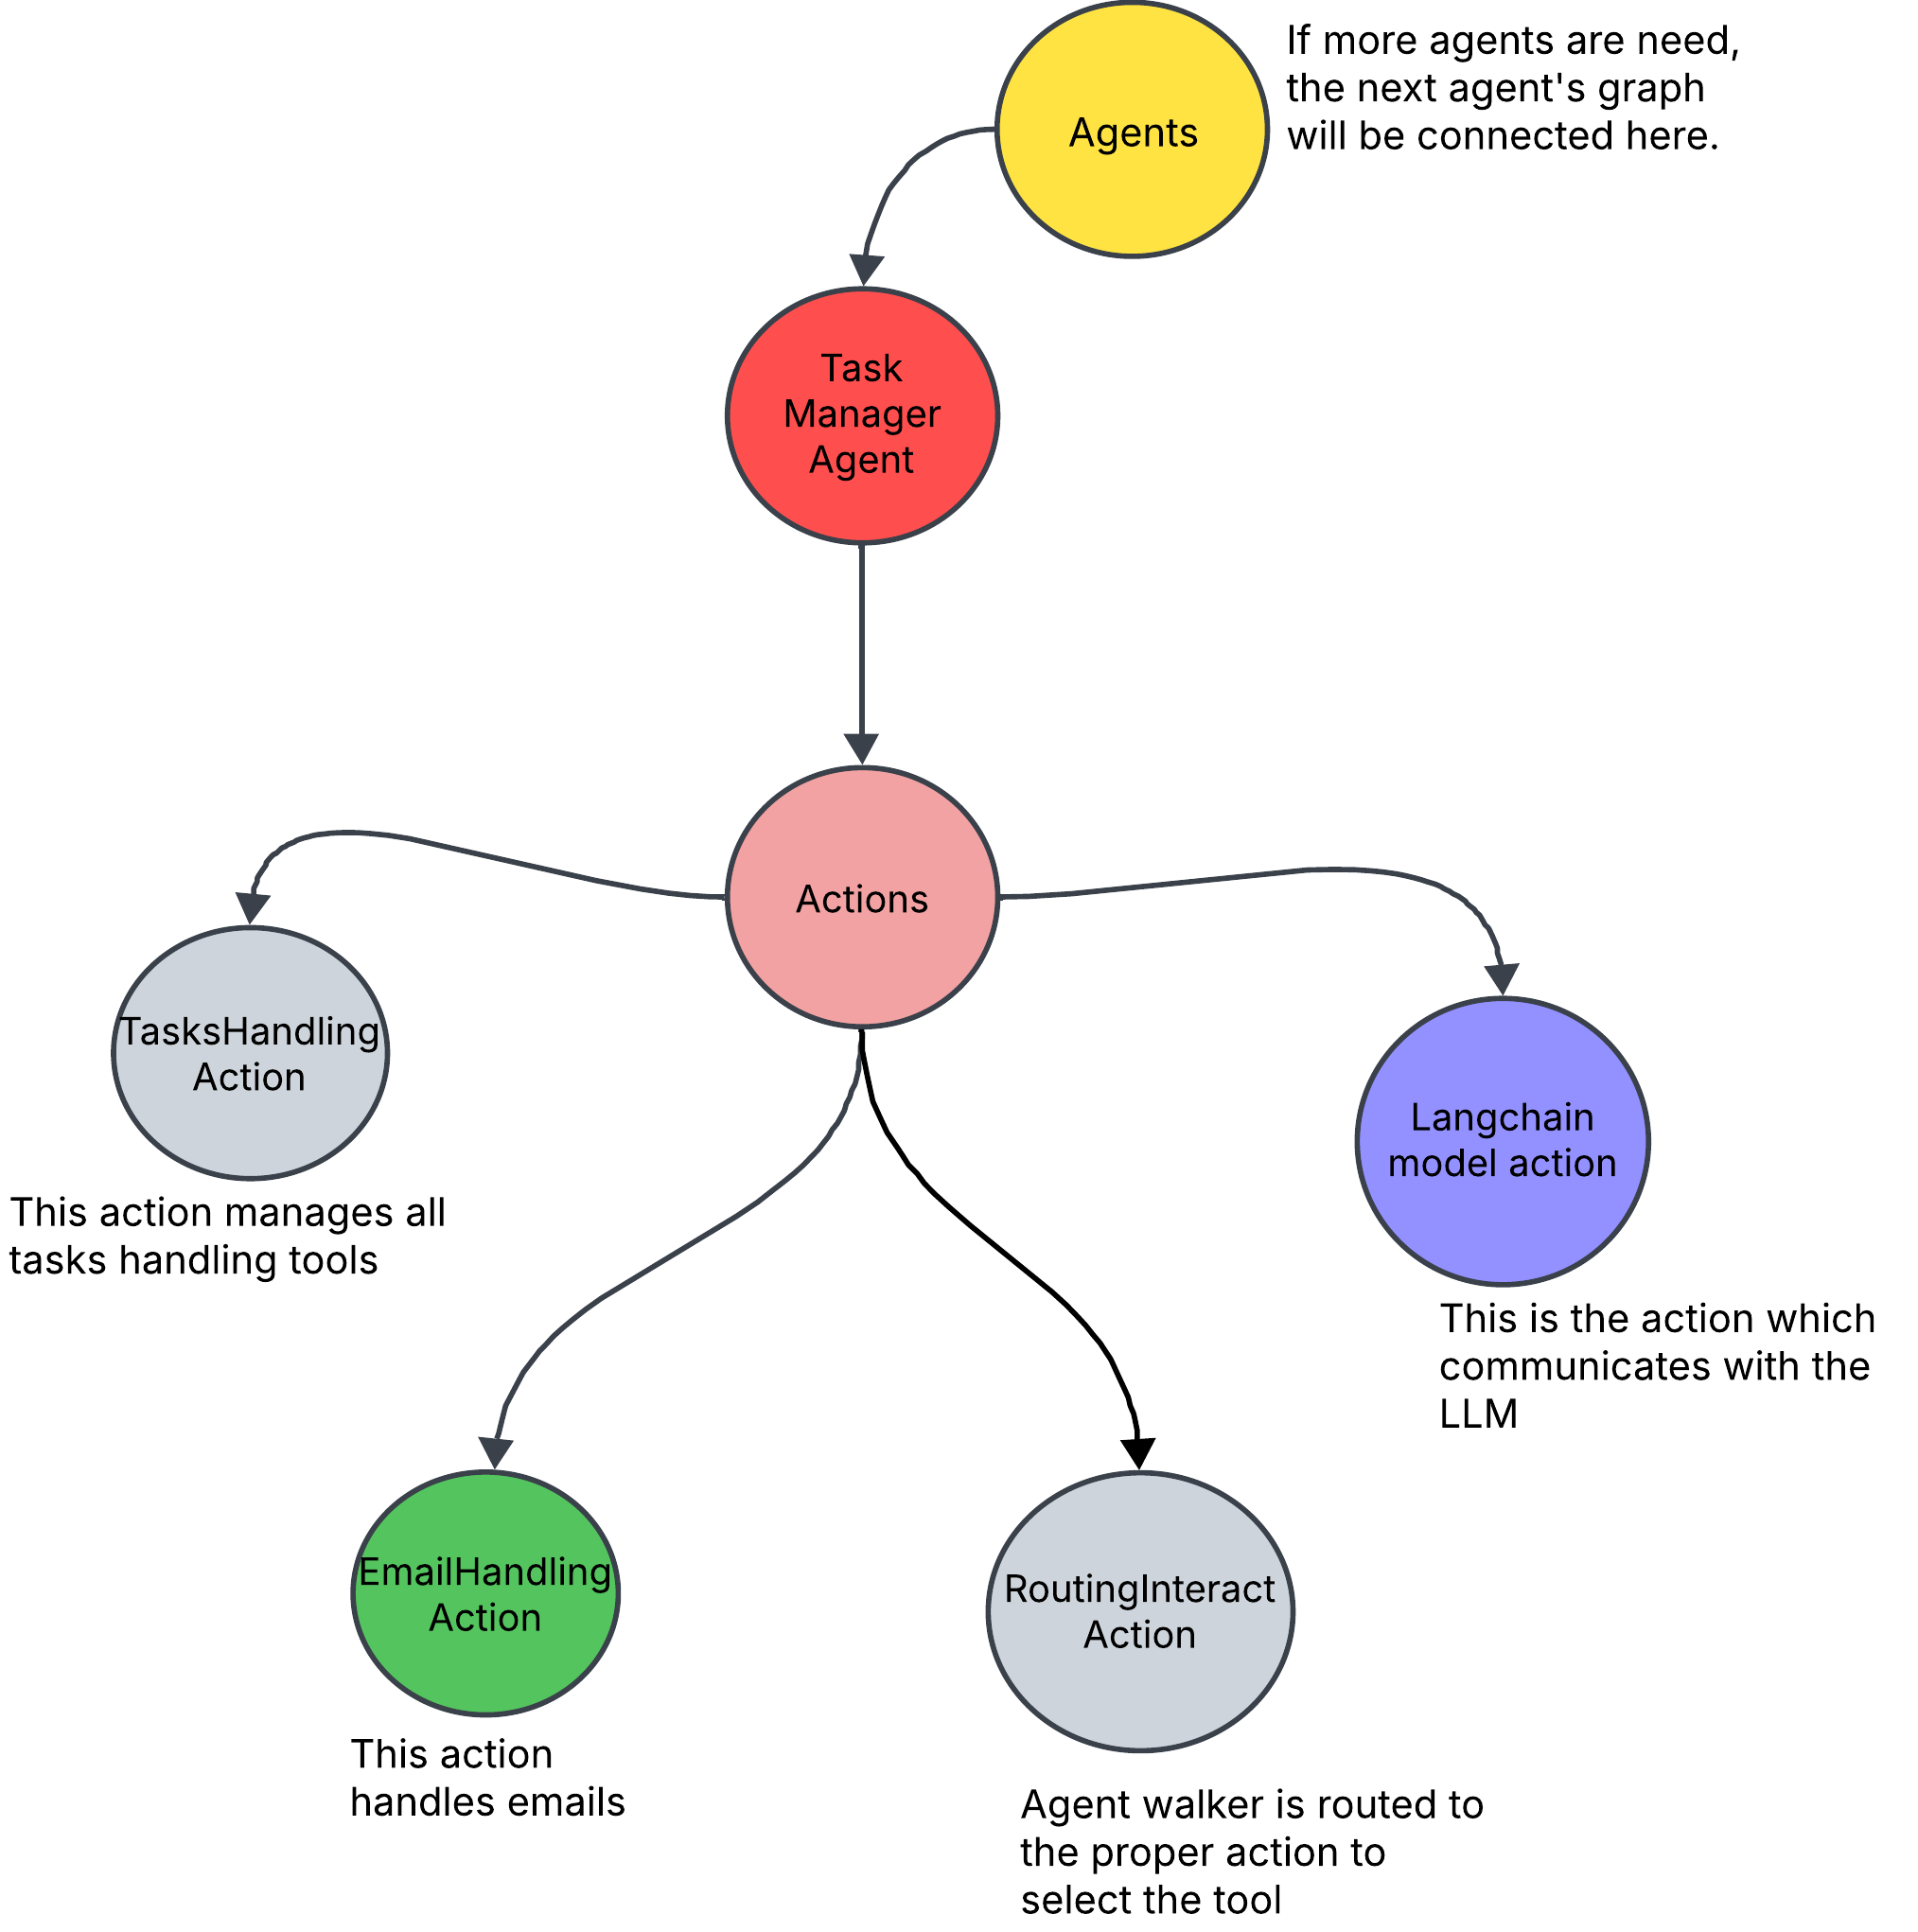 Agents
If more agents are need,
the next agent's graph
will be connected here.
Task
Manager
Agent
Actions
TasksHandling
Action
This action manages all
tasks handling tools
Langchain
model action
This is the action which
communicates with the
LLM
EmailHandling
Action
This action
handles emails
RoutingInteract
Action
Agent walker is routed to
the proper action to
select the tool